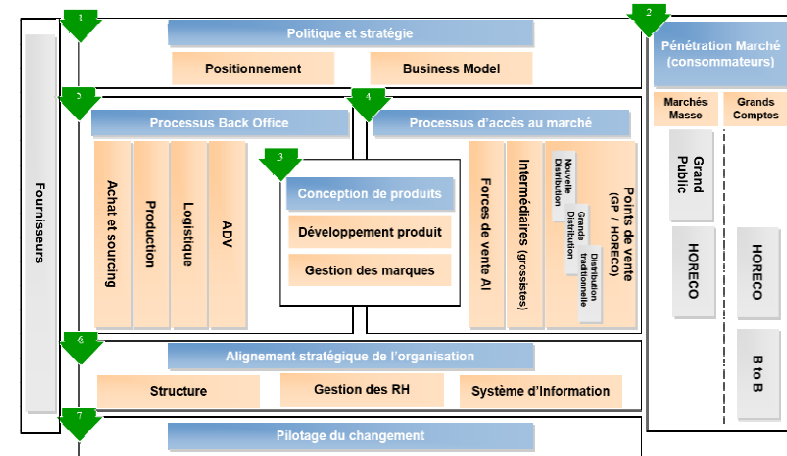 1
Politique et stratégie
Positionnement
Business Model
2
Pénétration Marché
(consommateurs)
Marchés
Masse
Grands
Comptes
Grand
Public
HORECO
HORECO
B to B
Fournisseurs
5
Processus Back Office
Achat et sourcing
Production
Logistique
ADV
3
Conception de produits
Développement produit
Gestion des marques
4
Processus d'accès au marché
Forces de vente AI
Intermédiaires (grossistes)
Nouvelle
Distribution
Grande
Distribution
Distribution
traditionnelle
Points de vente
(GP / HORECO)
6
Alignement stratégique de l'organisation
Structure
Gestion des RH
Système d'Information
7
Pilotage du changement